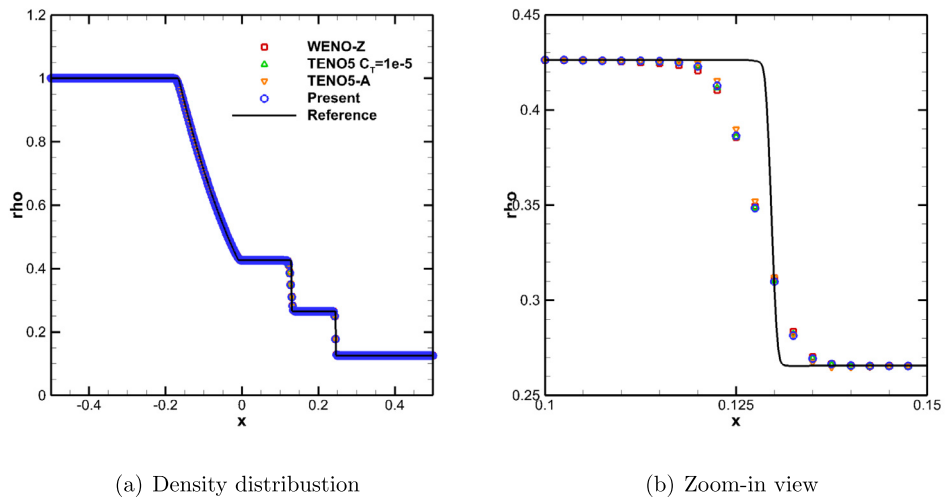 1.2
1
0.8
0.6
0.4
0.2
0
rho
-0.4
-0.2
0
0.2
0.4
x
WENO-Z
TENO5 C_T=1e-5
TENO5-A
Present
Reference
(a) Density distribustion
0.45
0.4
0.35
0.3
0.25
rho
0.1
0.125
0.15
x
(b) Zoom-in view